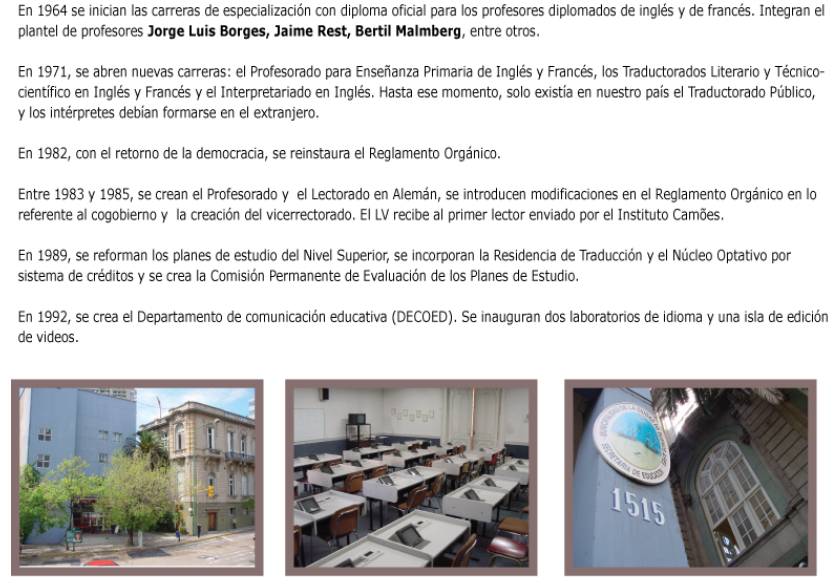 En 1964 se inician las carreras de especialización con diploma oficial para los profesores diplomados de inglés y de francés. Integran el
plantel de profesores Jorge Luis Borges, Jaime Rest, Bertil Malmberg, entre otros.
En 1971, se abren nuevas carreras: el Profesorado para Enseñanza Primaria de Inglés y Francés, los Traductorados Literario y Técnico-
científico en Inglés y Francés y el Interpretariado en Inglés. Hasta ese momento, solo existía en nuestro país el Traductorado Público,
y los intérpretes debían formarse en el extranjero.
En 1982, con el retorno de la democracia, se reinstaura el Reglamento Orgánico.
Entre 1983 y 1985, se crean el Profesorado y el Lectorado en Alemán, se introducen modificaciones en el Reglamento Orgánico en lo
referente al cogobierno y la creación del vicerrectorado. El LV recibe al primer lector enviado por el Instituto Camões.
En 1989, se reforman los planes de estudio del Nivel Superior, se incorporan la Residencia de Traducción y el Núcleo Optativo por
sistema de créditos y se crea la Comisión Permanente de Evaluación de los Planes de Estudio.
En 1992, se crea el Departamento de comunicación educativa (DECOED). Se inauguran dos laboratorios de idioma y una isla de edición
de videos.
SECRETARIA DE EDUCACION
1515